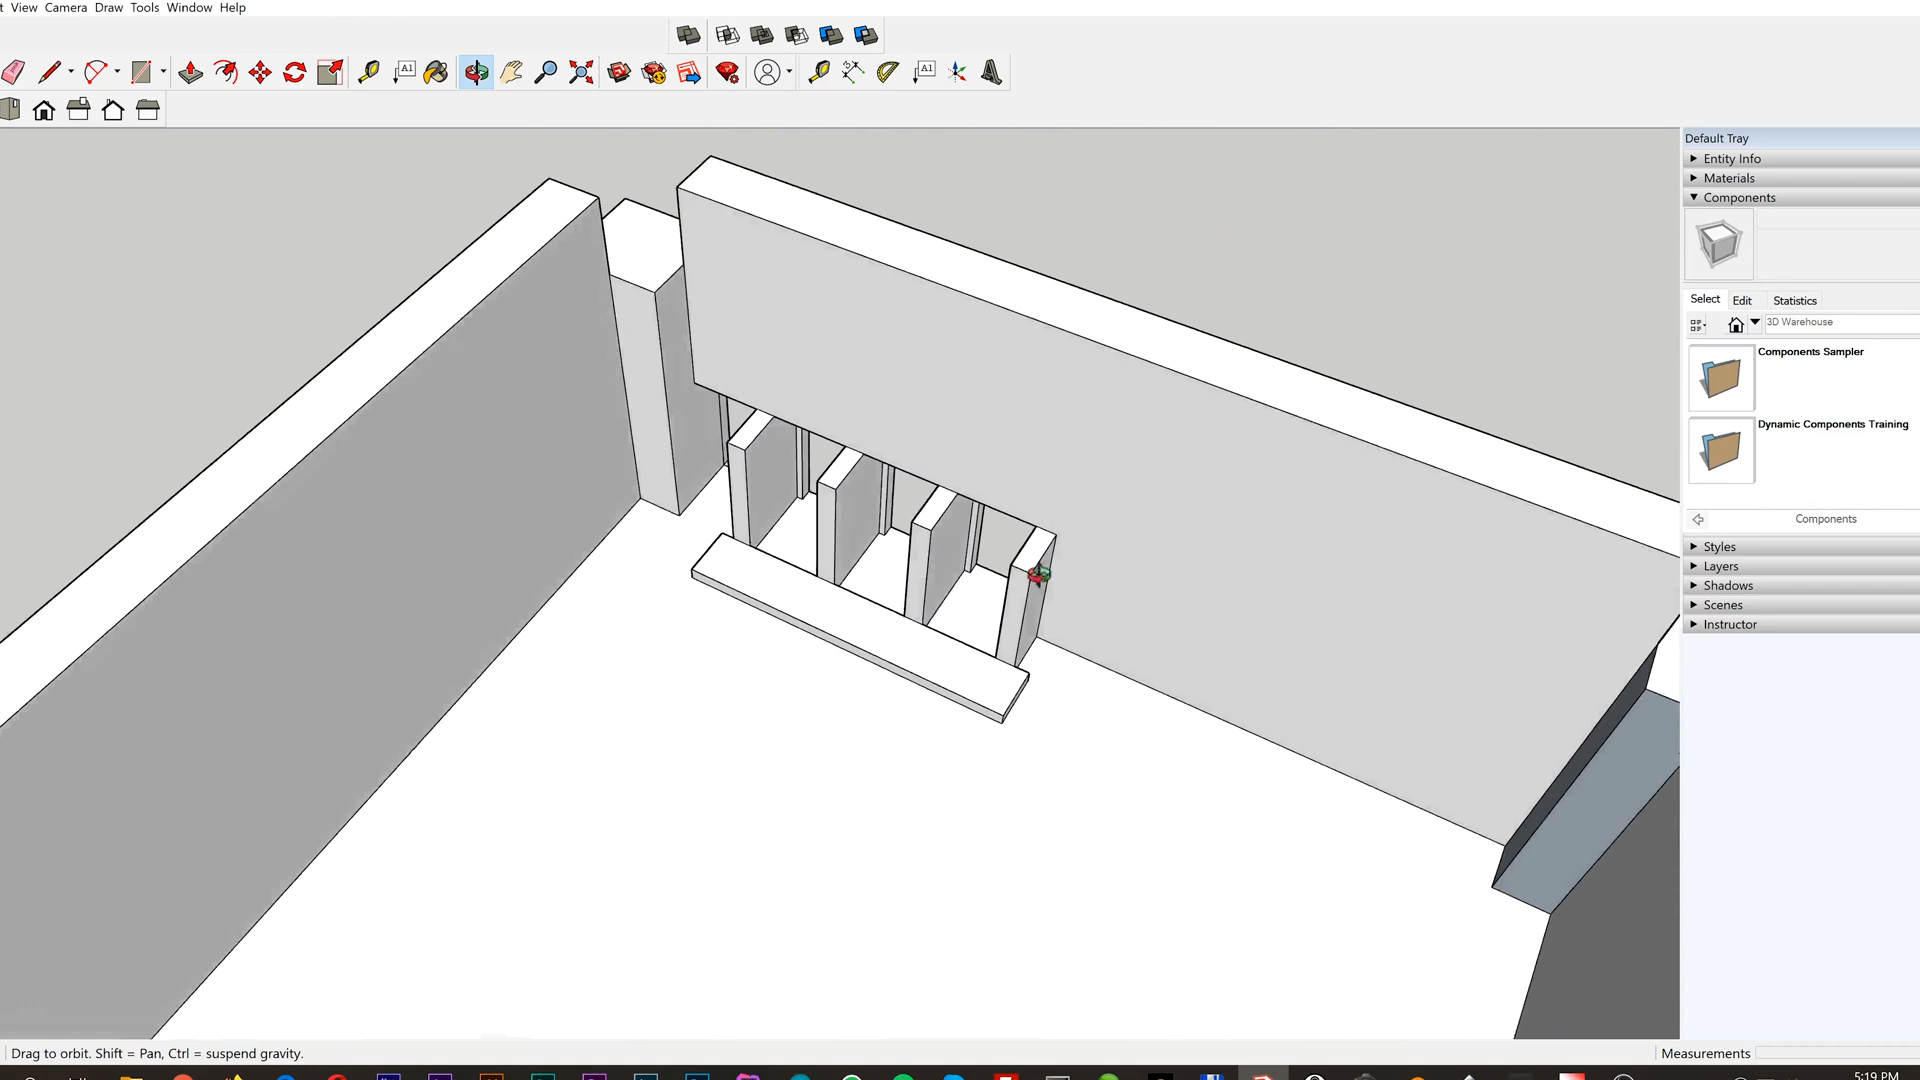 t View Camera Draw Tools Window Help
A1
A1
Default Tray
Entity Info
Materials
Components
Select Edit Statistics
3D Warehouse
Components Sampler
Dynamic Components Training
Components
Styles
Layers
Shadows
Scenes
Instructor
Drag to orbit. Shift = Pan, Ctrl = suspend gravity.
Measurements
5:19 PM